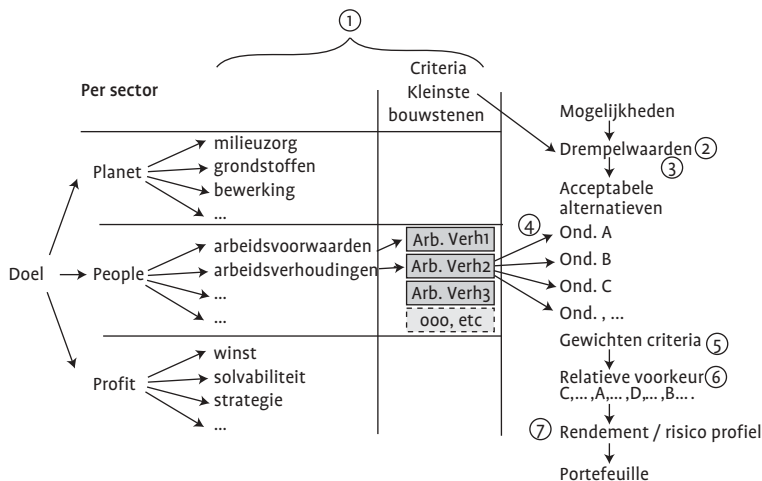 1
Per sector
Criteria
Kleinste
bouwstenen
Doel
Planet
milieuzorg
grondstoffen
bewerking
...
People
arbeidsvoorwaarden
arbeidsverhoudingen
...
...
Profit
winst
solvabiliteit
strategie
...
Arb. Verh1
Arb. Verh2
Arb. Verh3
ooo, etc
Mogelijkheden
Drempelwaarden 2
3
Acceptabele
alternatieven
4
Ond. A
Ond. B
Ond. C
Ond. , ...
Gewichten criteria 5
Relatieve voorkeur 6
C,...,A,...,D,...,B....
7 Rendement / risico profiel
Portefeuille